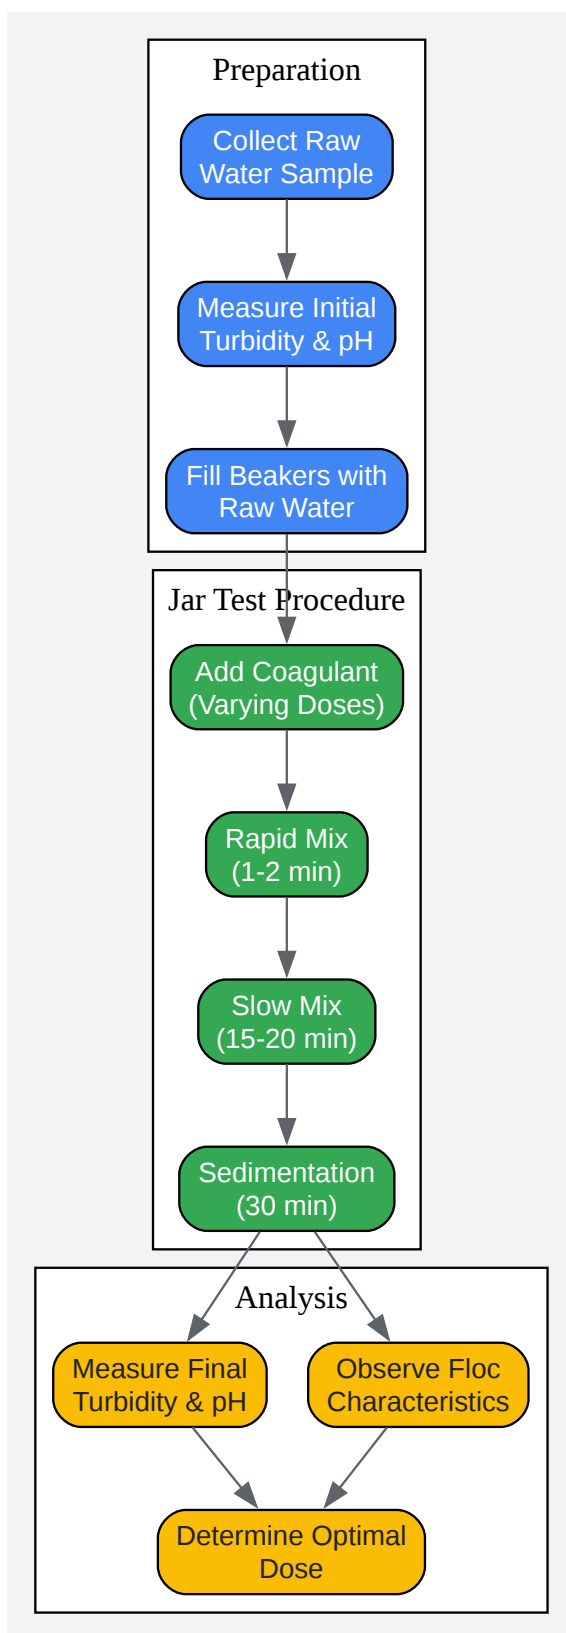 Preparation
Collect Raw
Water Sample
Measure Initial
Turbidity & pH
Fill Beakers with
Raw Water
Jar Test Procedure
Add Coagulant
(Varying Doses)
Rapid Mix
(1-2 min)
Slow Mix
(15-20 min)
Sedimentation
(30 min)
Analysis
Measure Final
Turbidity & pH
Observe Floc
Characteristics
Determine Optimal
Dose